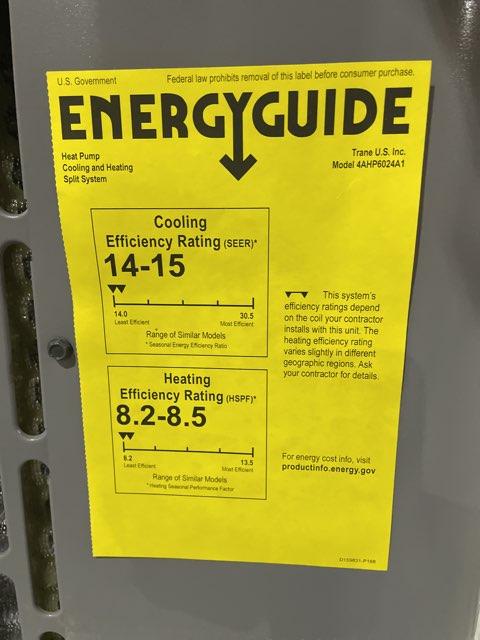 U.S. Government
Federal law prohibits removal of this label before consumer purchase.
ENERGYGUIDE
Heat Pump
Cooling and Heating
Split System
Trane U.S. Inc.
Model 4AHP6024A1
Cooling
Efficiency Rating (SEER)*
14-15
14.0 30.5
Least Efficient Most Efficient
Range of Similar Models
* Seasonal Energy Efficiency Ratio
Heating
Efficiency Rating (HSPF)*
8.2-8.5
8.2 13.5
Least Efficient Most Efficient
Range of Similar Models
* Heating Seasonal Performance Factor
This system's
efficiency ratings depend
on the coil your contractor
installs with this unit. The
heating efficiency rating
varies slightly in different
geographic regions. Ask
your contractor for details.
For energy cost info, visit
productinfo.energy.gov
D159831-P168